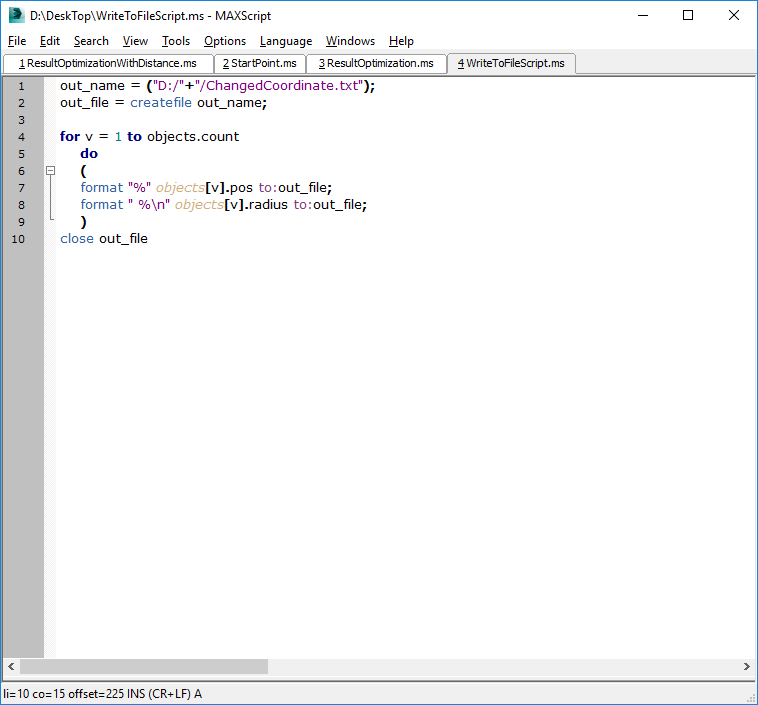 D:\DeskTop\WriteToFileScript.ms - MAXScript
File Edit Search View Tools Options Language Windows Help
1 ResultOptimizationWithDistance.ms 2 StartPoint.ms 3 ResultOptimization.ms 4 WriteToFileScript.ms
1 out_name = ("D:/"+"/ChangedCoordinate.txt");
2 out_file = createfile out_name;
3
4 for v = 1 to objects.count
5 do
6 (
7 format "%" objects[v].pos to:out_file;
8 format " %\n" objects[v].radius to:out_file;
9 )
10 close out_file
li=10 co=15 offset=225 INS (CR+LF) A